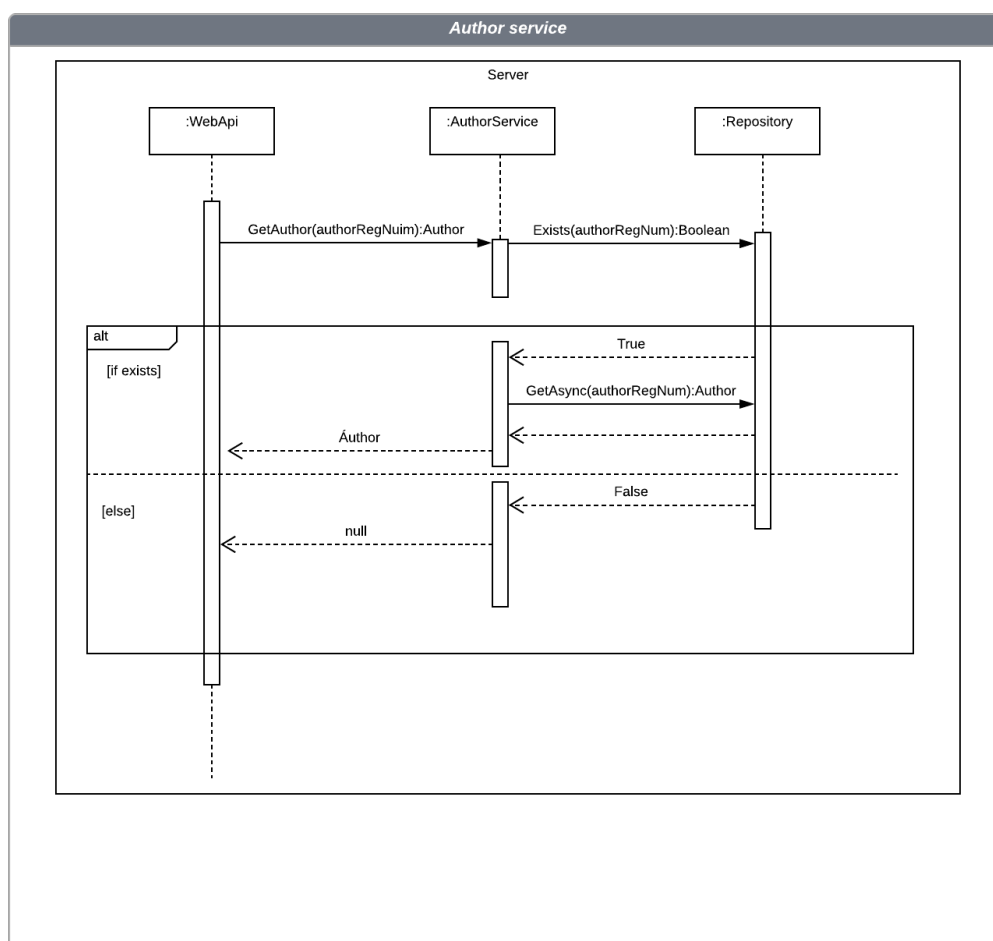 Author service
Server
:WebApi
:AuthorService
:Repository
GetAuthor(authorRegNuim):Author
Exists(authorRegNum):Boolean
alt
True
[if exists]
GetAsync(authorRegNum):Author
Áuthor
False
[else]
null